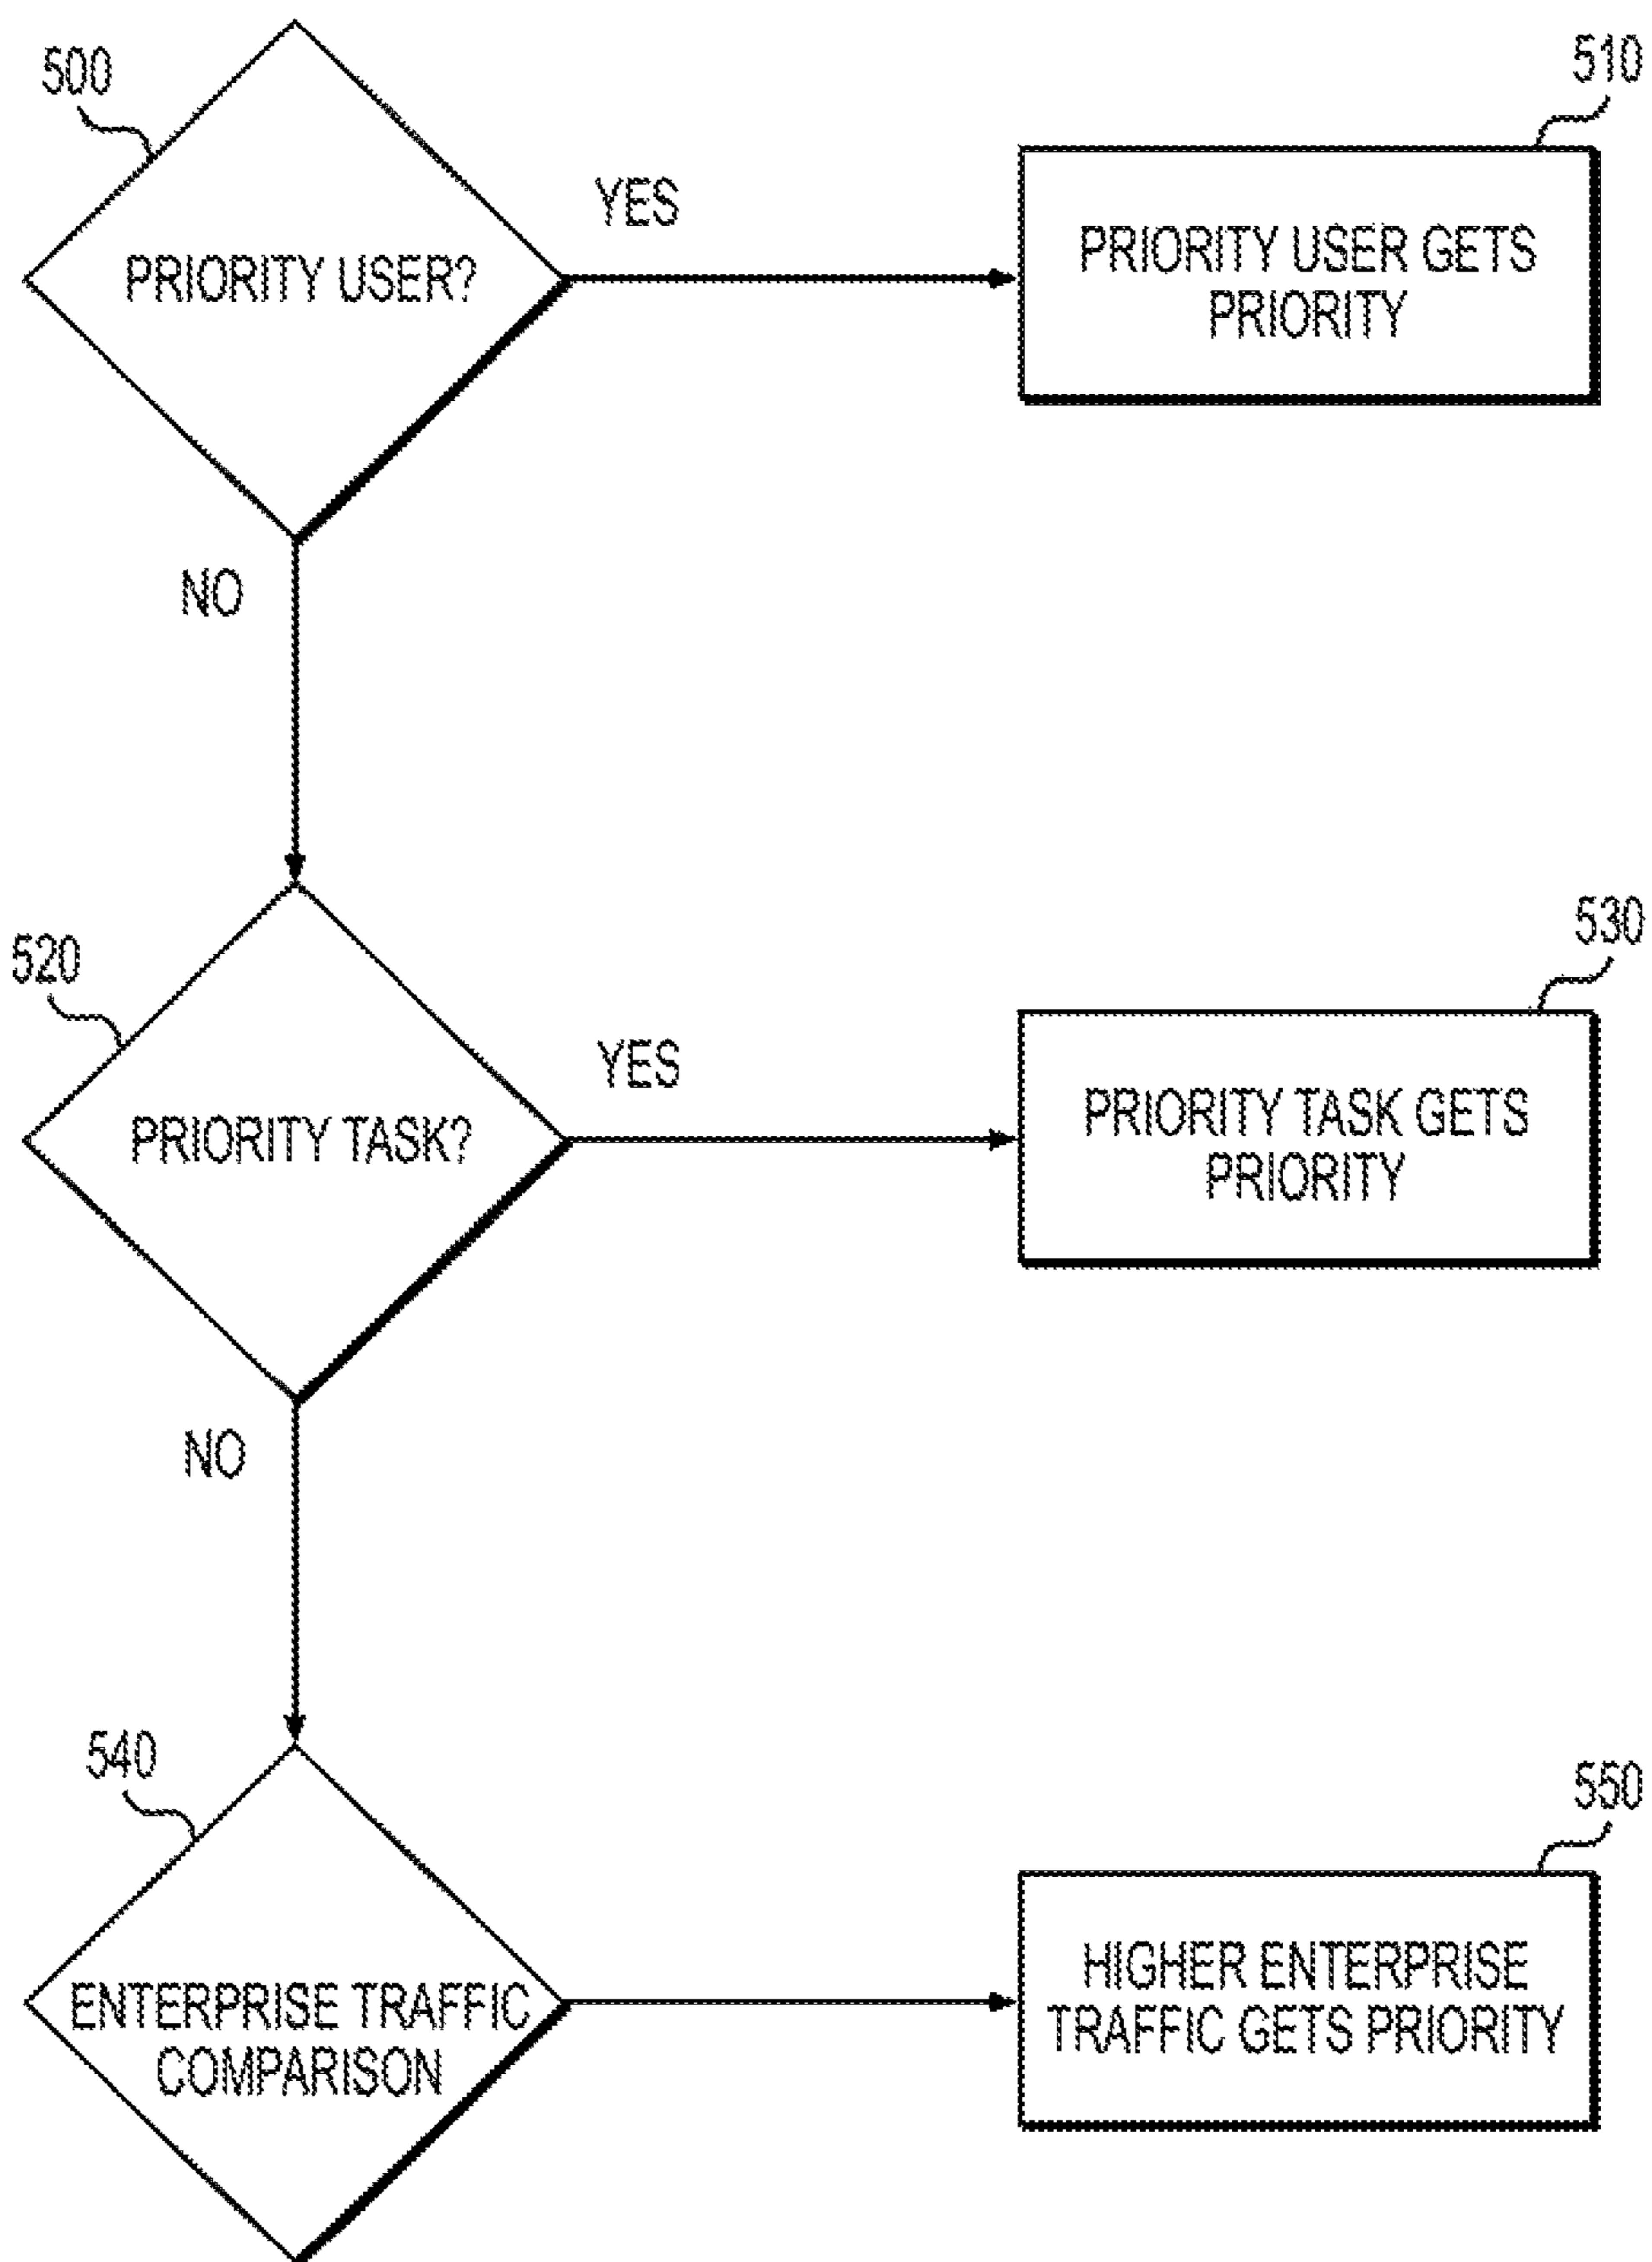 500
510
YES
PRIORITY USER?
PRIORITY USER GETS
PRIORITY
NO
520
530
YES
PRIORITY TASK?
PRIORITY TASK GETS
PRIORITY
NO
540
550
ENTERPRISE TRAFFIC
COMPARISON
HIGHER ENTERPRISE
TRAFFIC GETS PRIORITY